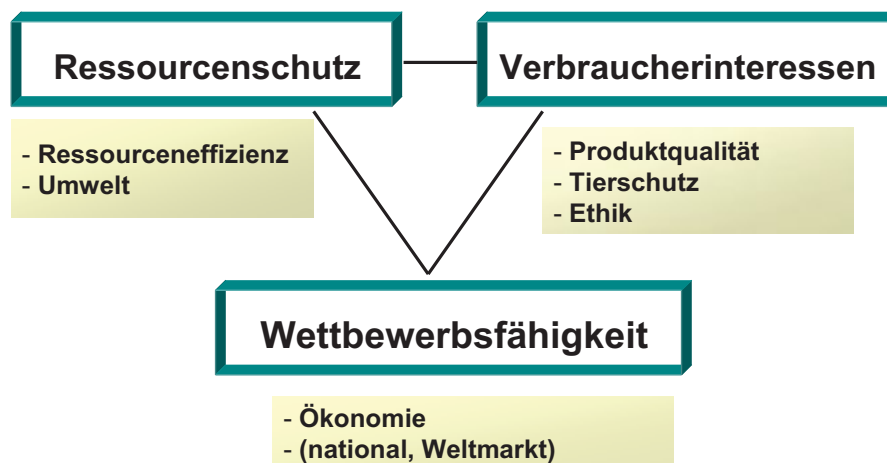 Ressourcenschutz
Verbraucherinteressen
- Ressourceneffizienz
- Umwelt
- Produktqualität
- Tierschutz
- Ethik
Wettbewerbsfähigkeit
- Ökonomie
- (national, Weltmarkt)